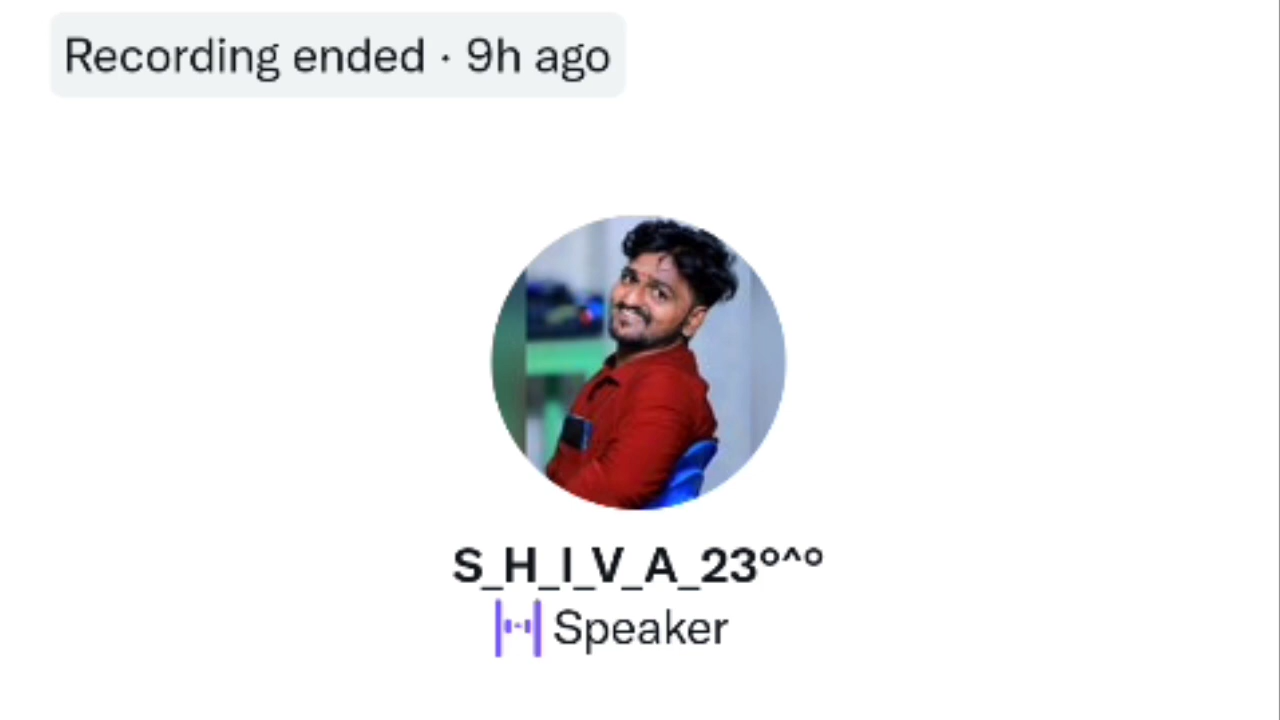 Recording ended · 9h ago
S_H_I_V_A_23°^°
Speaker